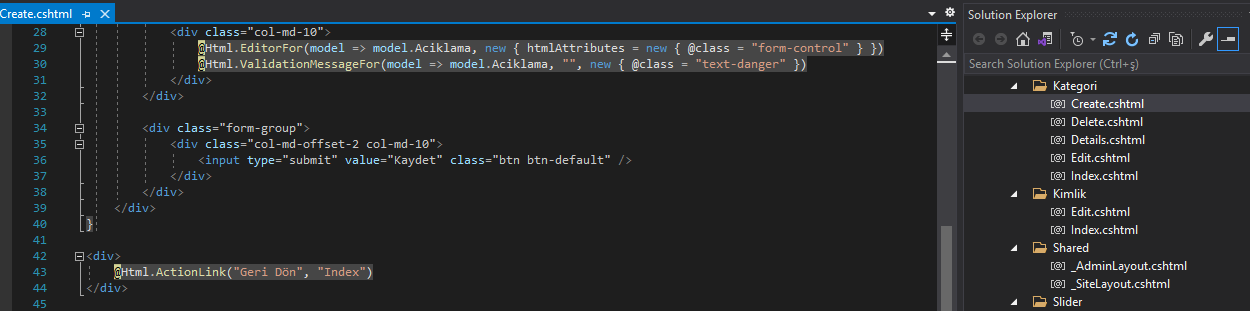 Create.cshtml
28 <div class="col-md-10">
29 @Html.EditorFor(model => model.Aciklama, new { htmlAttributes = new { @class = "form-control" } })
30 @Html.ValidationMessageFor(model => model.Aciklama, "", new { @class = "text-danger" })
31 </div>
32 </div>
33
34 <div class="form-group">
35 <div class="col-md-offset-2 col-md-10">
36 <input type="submit" value="Kaydet" class="btn btn-default" />
37 </div>
38 </div>
39 </div>
40 }
41
42 <div>
43 @Html.ActionLink("Geri Dön", "Index")
44 </div>
45
Solution Explorer
Search Solution Explorer (Ctrl+ş)
Kategori
Create.cshtml
Delete.cshtml
Details.cshtml
Edit.cshtml
Index.cshtml
Kimlik
Edit.cshtml
Index.cshtml
Shared
_AdminLayout.cshtml
_SiteLayout.cshtml
Slider